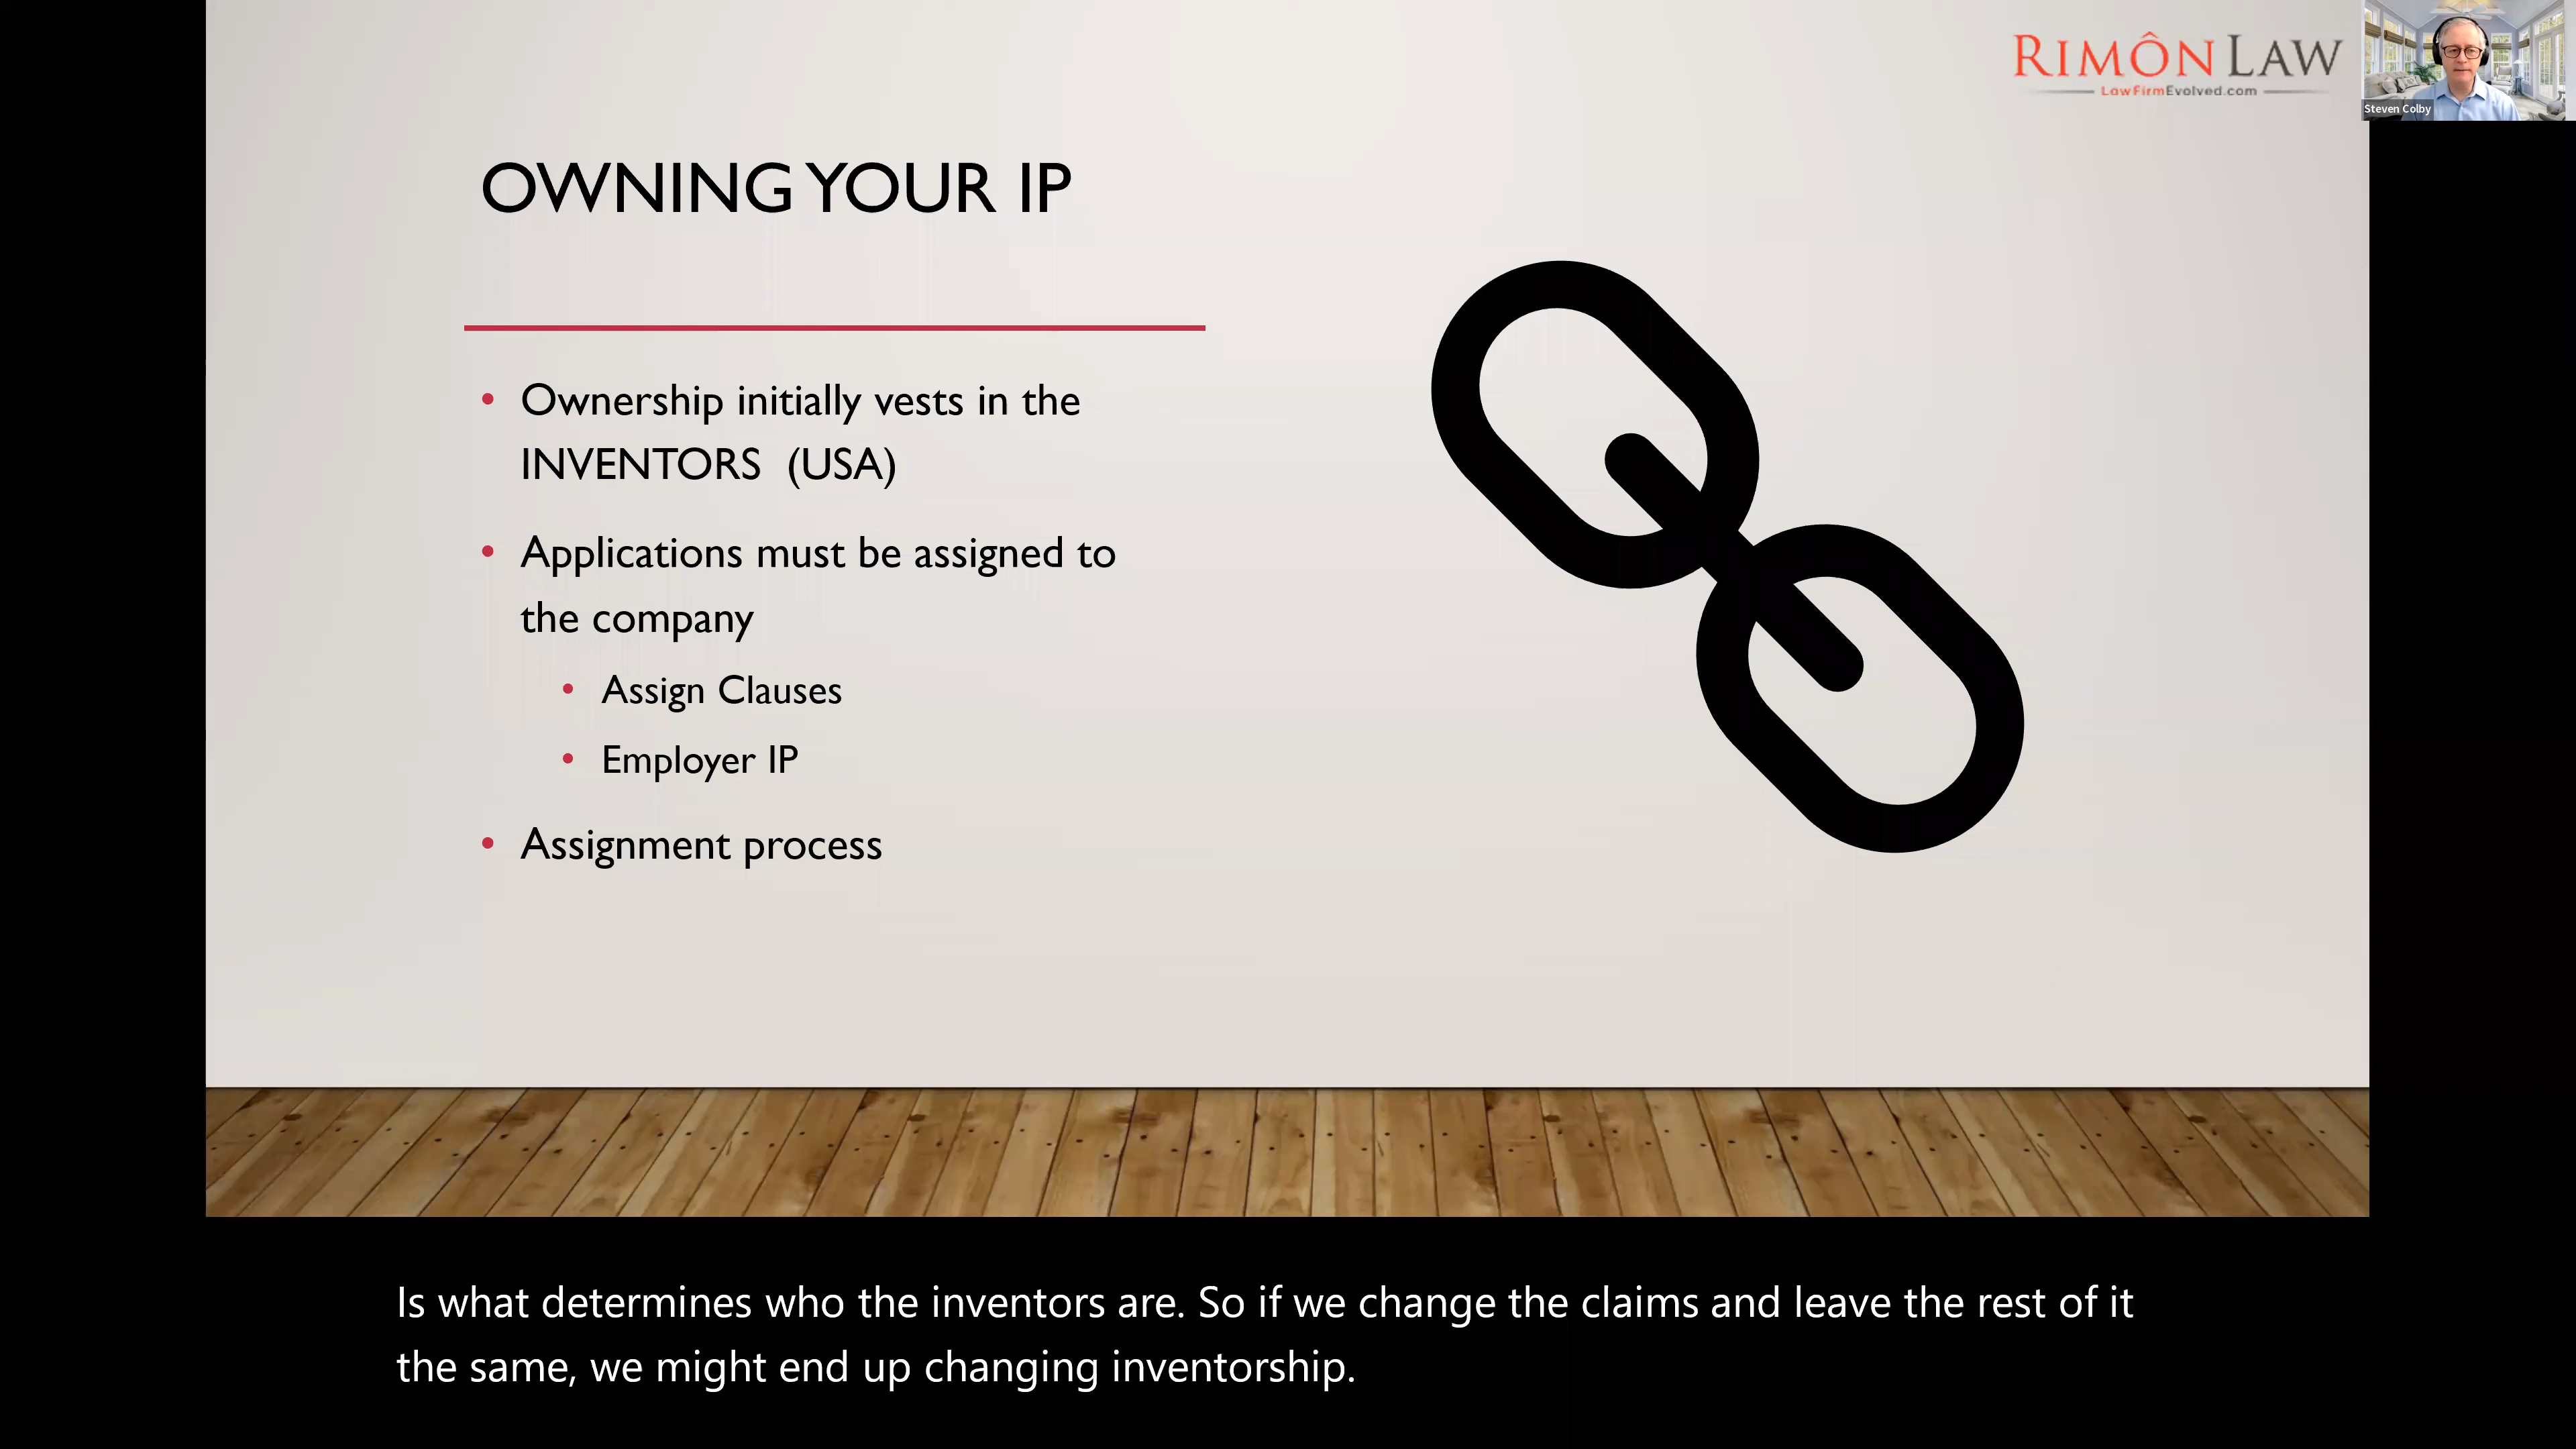 RIMÔN LAW
LawFirmEvolved.com
Steven Colby
OWNING YOUR IP
• Ownership initially vests in the
INVENTORS (USA)
• Applications must be assigned to
the company
• Assign Clauses
• Employer IP
• Assignment process
Is what determines who the inventors are. So if we change the claims and leave the rest of it
the same, we might end up changing inventorship.